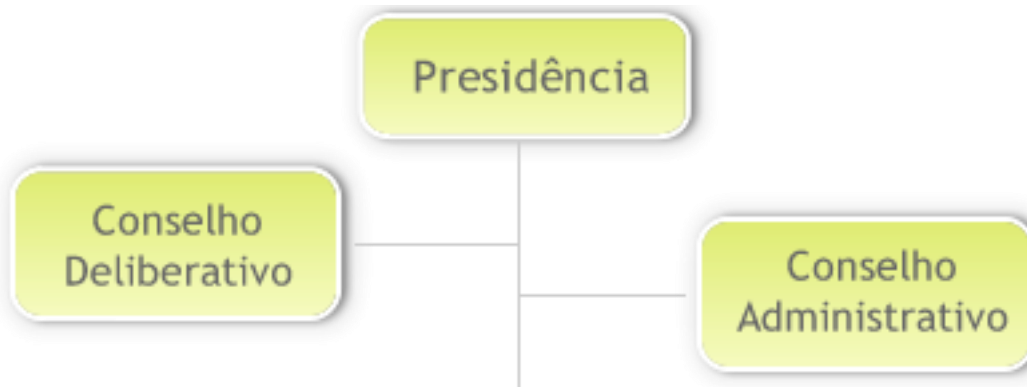 Presidência
Conselho
Deliberativo
Conselho
Administrativo